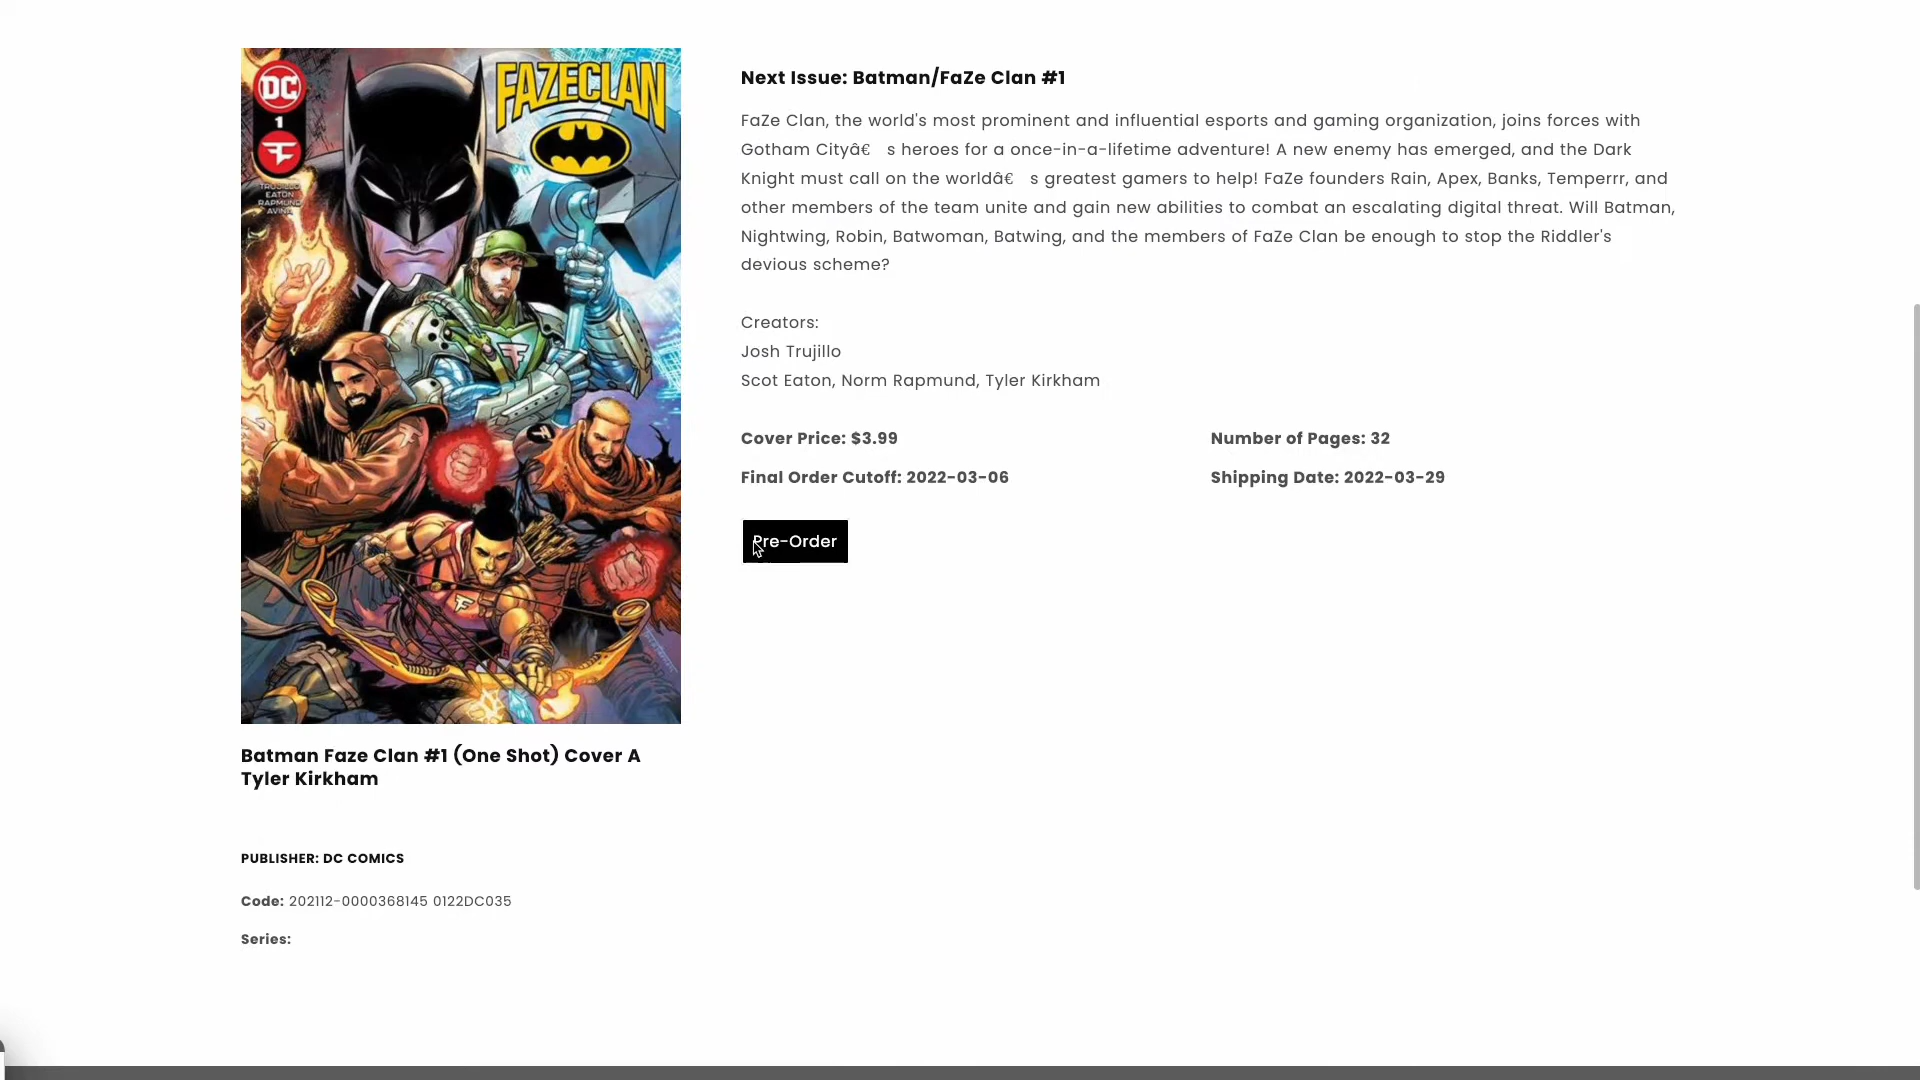 DC
1
TRUJILLO
EATON
RAPMUND
AVINA
FAZECLAN
Next Issue: Batman/FaZe Clan #1
FaZe Clan, the world's most prominent and influential esports and gaming organization, joins forces with
Gotham Cityâ€ s heroes for a once-in-a-lifetime adventure! A new enemy has emerged, and the Dark
Knight must call on the worldâ€ s greatest gamers to help! FaZe founders Rain, Apex, Banks, Temperrr, and
other members of the team unite and gain new abilities to combat an escalating digital threat. Will Batman,
Nightwing, Robin, Batwoman, Batwing, and the members of FaZe Clan be enough to stop the Riddler's
devious scheme?
Creators:
Josh Trujillo
Scot Eaton, Norm Rapmund, Tyler Kirkham
Cover Price: $3.99
Number of Pages: 32
Final Order Cutoff: 2022-03-06
Shipping Date: 2022-03-29
Pre-Order
Batman Faze Clan #1 (One Shot) Cover A
Tyler Kirkham
PUBLISHER: DC COMICS
Code: 202112-0000368145 0122DC035
Series: